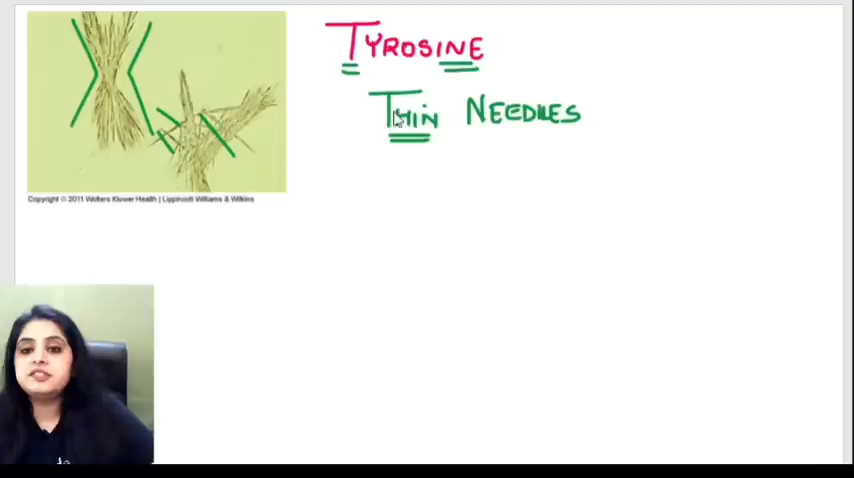 TYROSINE
THIN NEEDLES
Copyright © 2011 Wolters Kluwer Health | Lippincott Williams & Wilkins